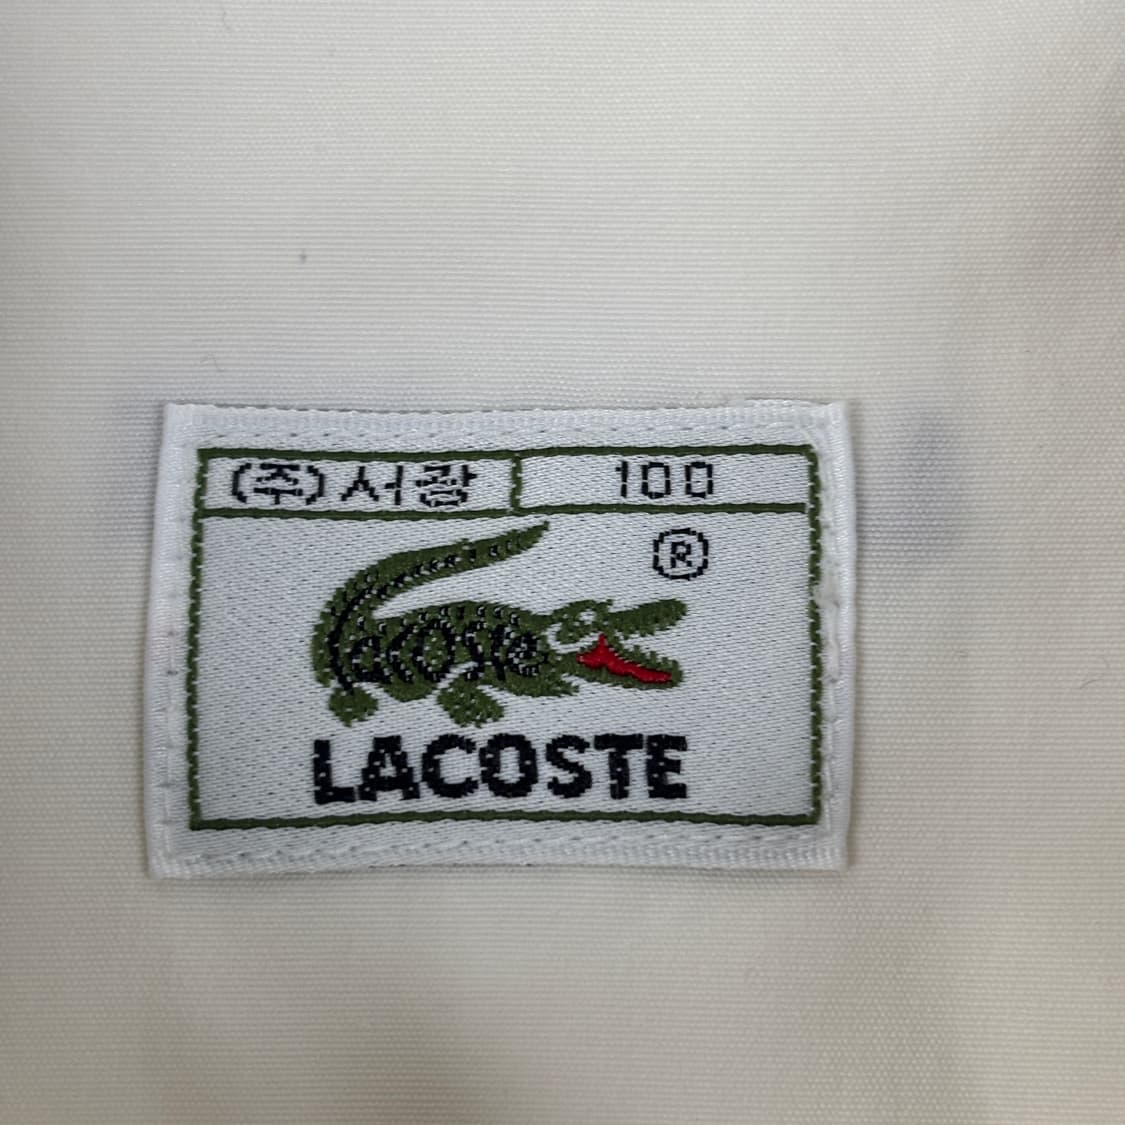 (주)서광 100
®
Lacoste
LACOSTE